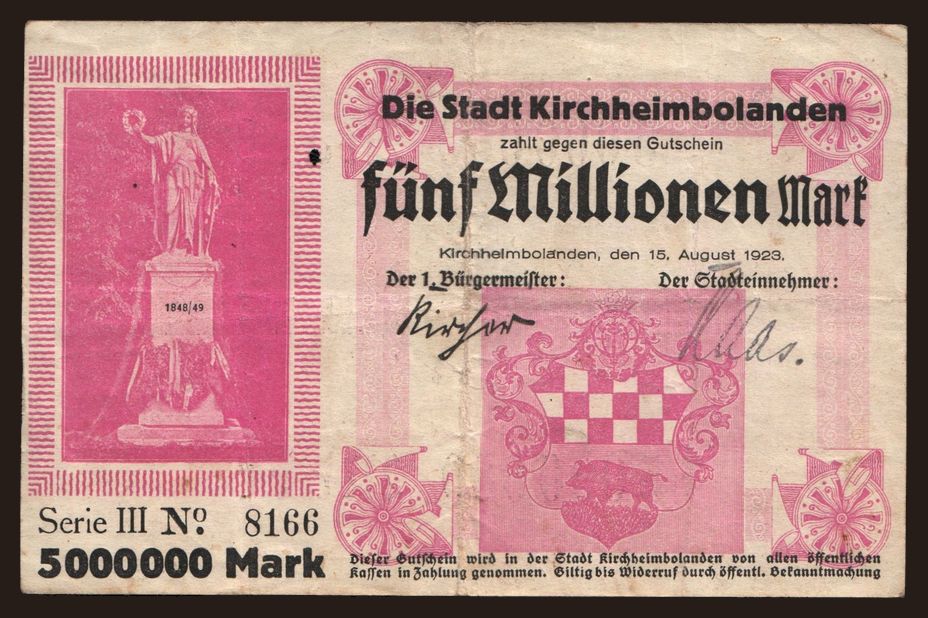 Die Stadt Kirchheimbolanden
zahlt gegen diesen Gutschein
fünf Millionen Mark
Kirchheimbolanden, den 15. August 1923.
Der 1. Bürgermeister: Der Stadteinnehmer:
Kircher
1848/49
Serie III No. 8166
5000000 Mark
Dieser Gutschein wird in der Stadt Kirchheimbolanden von allen öffentlichen
Kassen in Zahlung genommen. Giltig bis Widerruf durch öffentl. Bekanntmachung